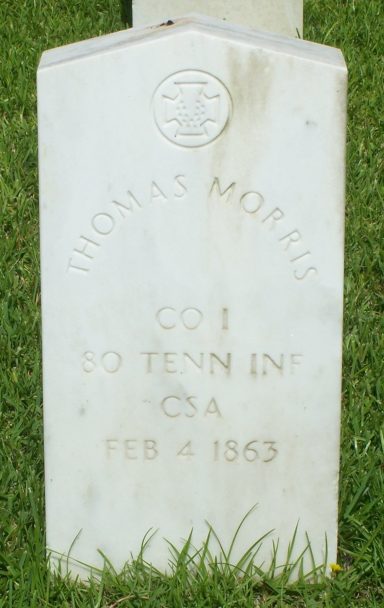 THOMAS MORRIS
CO I
80 TENN INF
CSA
FEB 4 1863